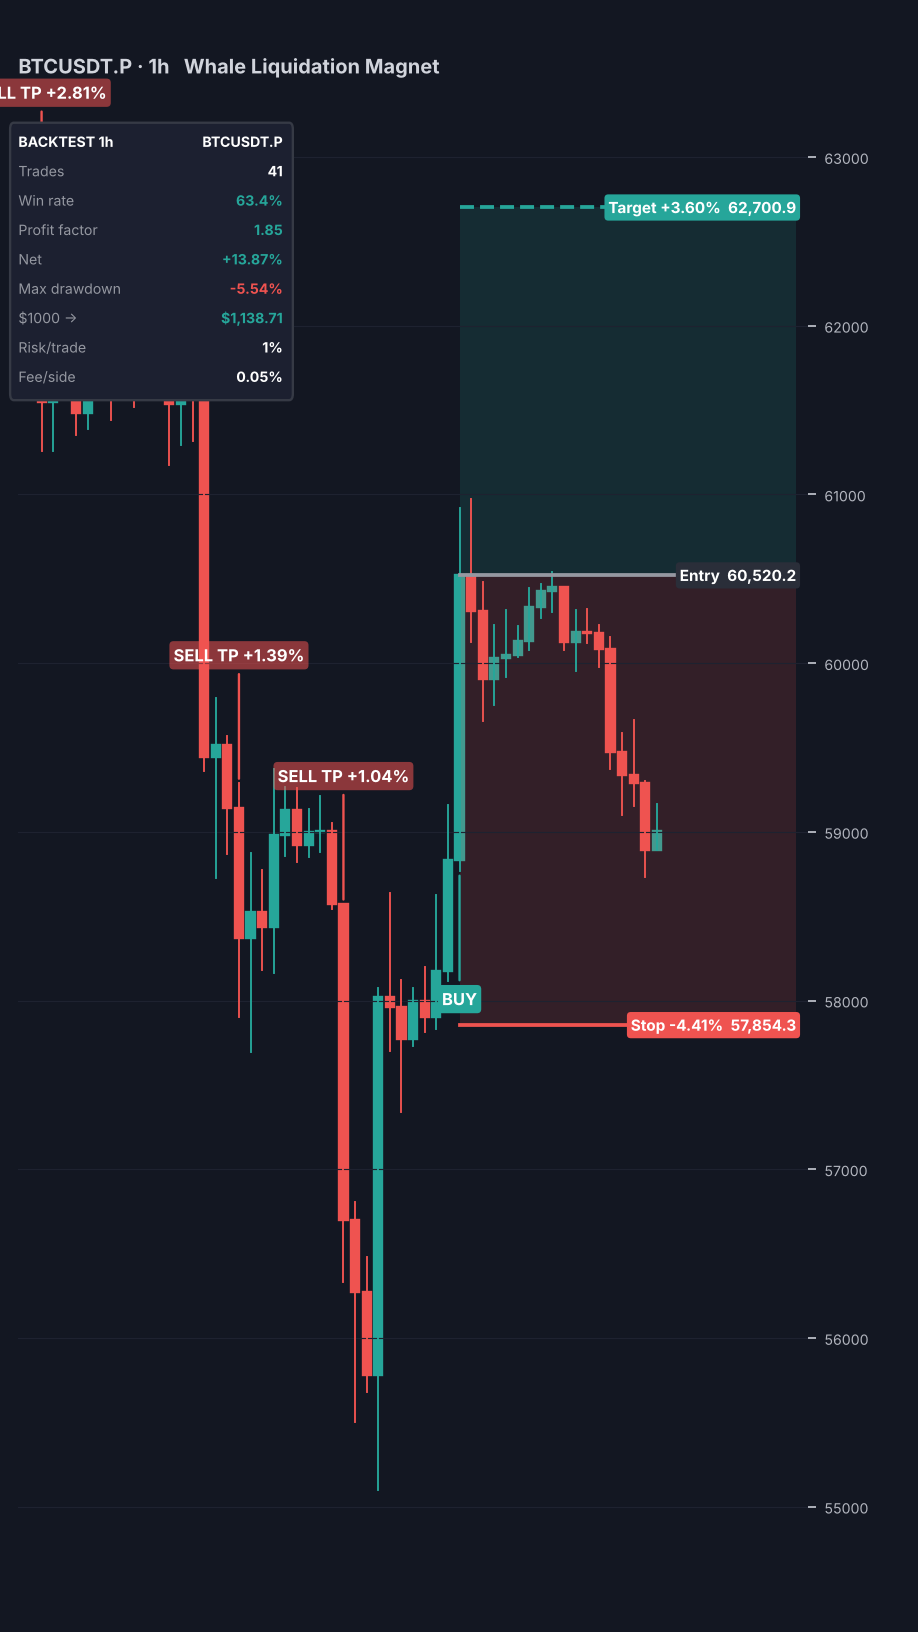 BTCUSDT.P · 1h Whale Liquidation Magnet
LL TP +2.81%
BACKTEST 1h BTCUSDT.P
Trades 41
Win rate 63.4%
Profit factor 1.85
Net +13.87%
Max drawdown -5.54%
$1000 → $1,138.71
Risk/trade 1%
Fee/side 0.05%
63000
Target +3.60% 62,700.9
62000
61000
Entry 60,520.2
SELL TP +1.39%
60000
SELL TP +1.04%
59000
BUY
58000
Stop -4.41% 57,854.3
57000
56000
55000